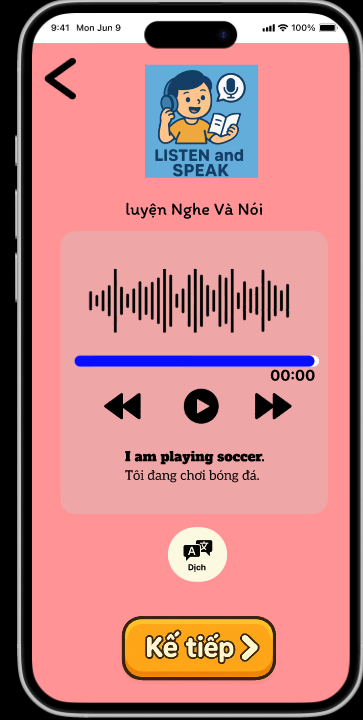 9:41 Mon Jun 9
100%
LISTEN and
SPEAK
luyện Nghe Và Nói
00:00
I am playing soccer.
Tôi đang chơi bóng đá.
A 文
Dịch
Kế tiếp